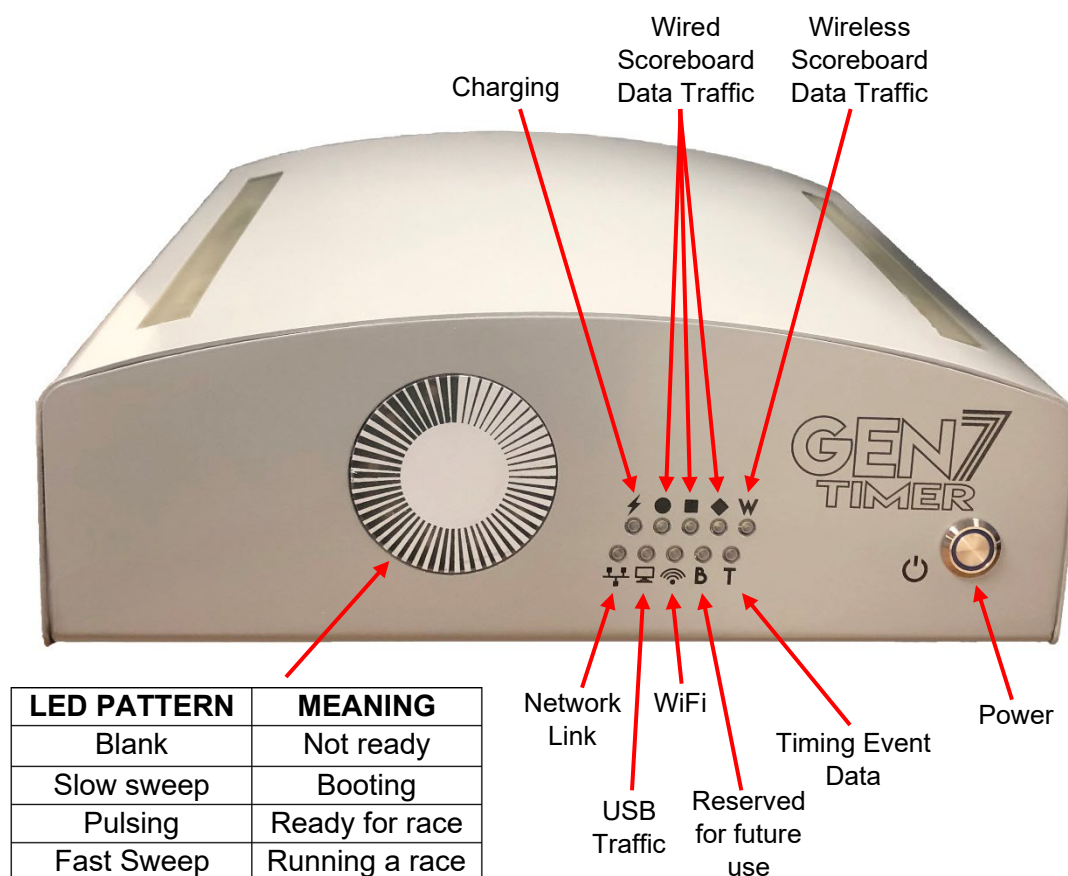 Wired
Scoreboard
Data Traffic
Wireless
Scoreboard
Data Traffic
Charging
GEN7
TIMER
W
B T
Network
Link
WiFi
Power
Timing Event
Data
USB
Traffic
Reserved
for future
use
LED PATTERN MEANING
Blank Not ready
Slow sweep Booting
Pulsing Ready for race
Fast Sweep Running a race